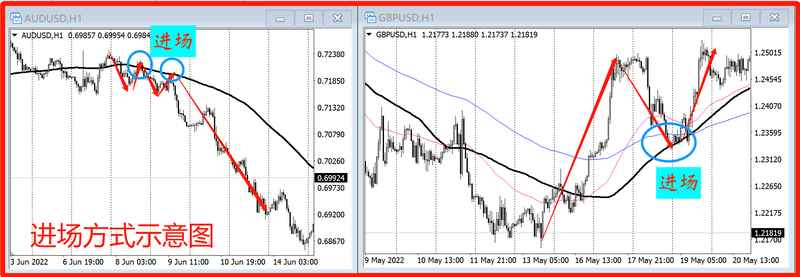 AUDUSD,H1
AUDUSD,H1 0.69857 0.69954 0.6984
进场
0.72380
0.71850
0.71320
0.70790
0.70260
0.69924
0.69730
0.69200
0.68670
进场方式示意图
3 Jun 2022
6 Jun 19:00
8 Jun 03:00
9 Jun 11:00
10 Jun 19:00
14 Jun 03:00
GBPUSD,H1
GBPUSD,H1 1.21773 1.21880 1.21737 1.21819
1.25015
1.24305
1.23595
1.23120
1.22650
1.22170
1.21819
1.21700
进场
9 May 2022
10 May 13:00
11 May 21:00
13 May 05:00
16 May 13:00
17 May 21:00
19 May 05:00
20 May 13:00